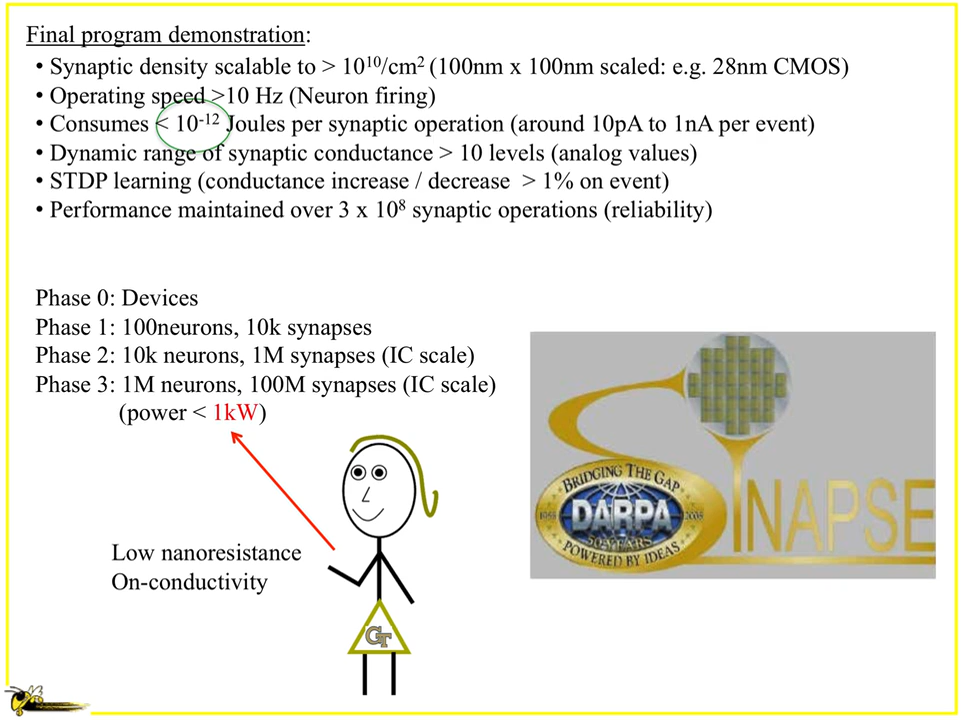 Final program demonstration:
• Synaptic density scalable to > 10¹⁰/cm² (100nm x 100nm scaled: e.g. 28nm CMOS)
• Operating speed >10 Hz (Neuron firing)
• Consumes < 10⁻¹² Joules per synaptic operation (around 10pA to 1nA per event)
• Dynamic range of synaptic conductance > 10 levels (analog values)
• STDP learning (conductance increase / decrease > 1% on event)
• Performance maintained over 3 x 10⁸ synaptic operations (reliability)
Phase 0: Devices
Phase 1: 100neurons, 10k synapses
Phase 2: 10k neurons, 1M synapses (IC scale)
Phase 3: 1M neurons, 100M synapses (IC scale)
(power < 1kW)
Low nanoresistance
On-conductivity
GT
SyNAPSE
BRIDGING THE GAP
1958 DARPA 2008
50 YEARS
POWERED BY IDEAS